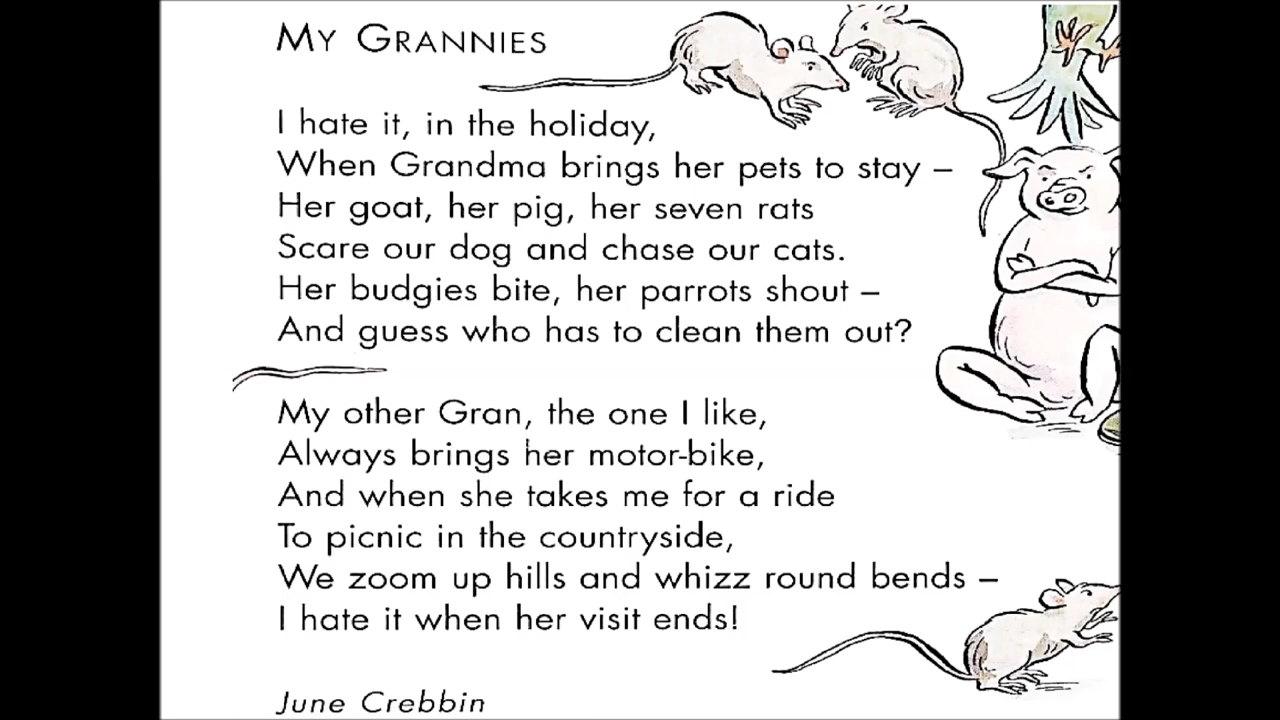 MY GRANNIES
I hate it, in the holiday,
When Grandma brings her pets to stay –
Her goat, her pig, her seven rats
Scare our dog and chase our cats.
Her budgies bite, her parrots shout –
And guess who has to clean them out?
My other Gran, the one I like,
Always brings her motor-bike,
And when she takes me for a ride
To picnic in the countryside,
We zoom up hills and whizz round bends –
I hate it when her visit ends!
June Crebbin